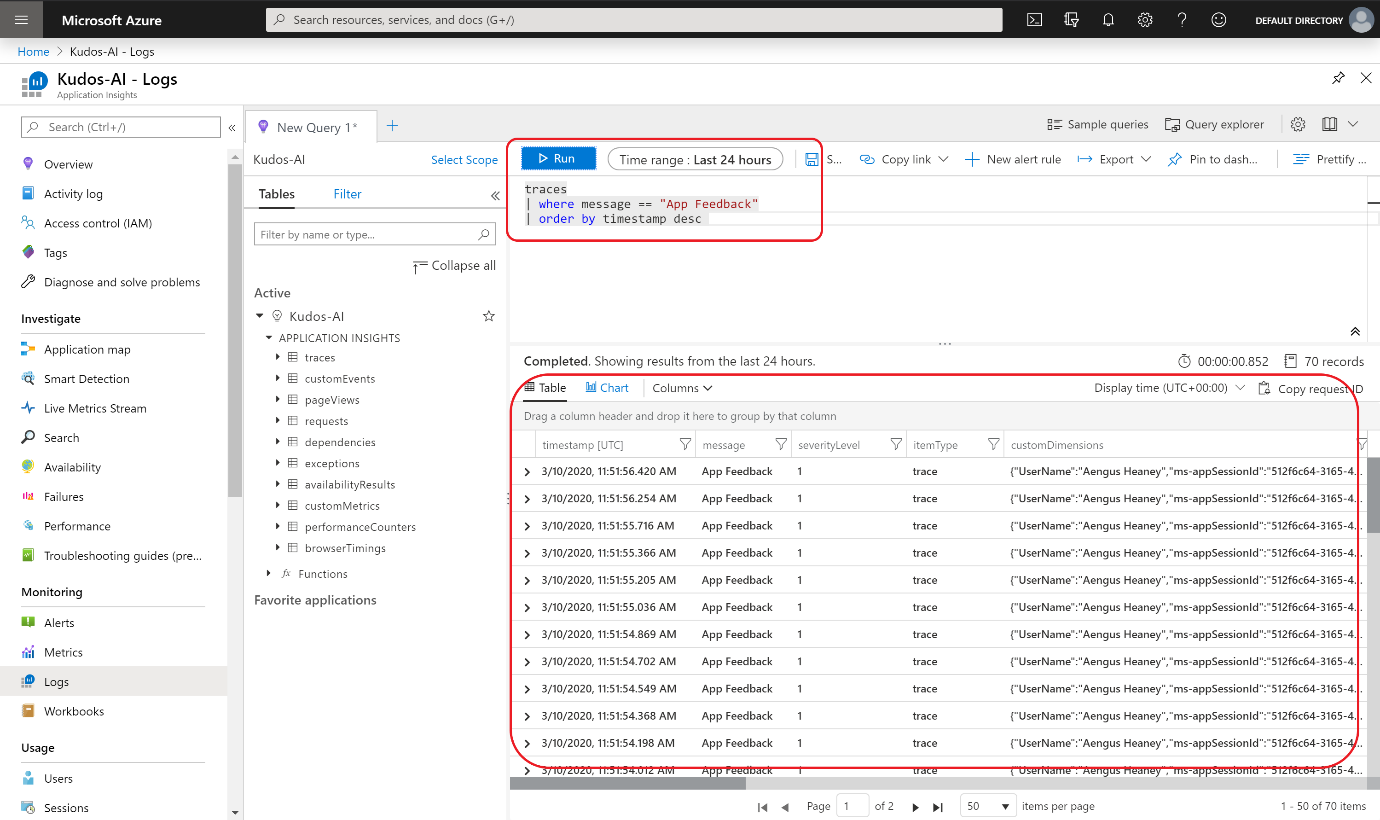 Microsoft Azure
Search resources, services, and docs (G+/)
DEFAULT DIRECTORY
Home > Kudos-AI - Logs
Kudos-AI - Logs
Application Insights
Search (Ctrl+/)
«
Overview
Activity log
Access control (IAM)
Tags
Diagnose and solve problems
Investigate
Application map
Smart Detection
Live Metrics Stream
Search
Availability
Failures
Performance
Troubleshooting guides (pre...
Monitoring
Alerts
Metrics
Logs
Workbooks
Usage
Users
Sessions
New Query 1*
Sample queries
Query explorer
Kudos-AI
Select Scope
Run
Time range : Last 24 hours
S...
Copy link
New alert rule
Export
Pin to dash...
Prettify ...
Tables
Filter
«
Filter by name or type...
Collapse all
Active
Kudos-AI
APPLICATION INSIGHTS
traces
customEvents
pageViews
requests
dependencies
exceptions
availabilityResults
customMetrics
performanceCounters
browserTimings
fx Functions
Favorite applications
traces
| where message == "App Feedback"
| order by timestamp desc
Completed. Showing results from the last 24 hours.
00:00:00.852
70 records
Table
Chart
Columns
Display time (UTC+00:00)
Copy request ID
Drag a column header and drop it here to group by that column
timestamp [UTC] message severityLevel itemType customDimensions
3/10/2020, 11:51:56.420 AM App Feedback 1 trace {"UserName":"Aengus Heaney","ms-appSessionId":"512f6c64-3165-4...
3/10/2020, 11:51:56.254 AM App Feedback 1 trace {"UserName":"Aengus Heaney","ms-appSessionId":"512f6c64-3165-4...
3/10/2020, 11:51:55.716 AM App Feedback 1 trace {"UserName":"Aengus Heaney","ms-appSessionId":"512f6c64-3165-4...
3/10/2020, 11:51:55.366 AM App Feedback 1 trace {"UserName":"Aengus Heaney","ms-appSessionId":"512f6c64-3165-4...
3/10/2020, 11:51:55.205 AM App Feedback 1 trace {"UserName":"Aengus Heaney","ms-appSessionId":"512f6c64-3165-4...
3/10/2020, 11:51:55.036 AM App Feedback 1 trace {"UserName":"Aengus Heaney","ms-appSessionId":"512f6c64-3165-4...
3/10/2020, 11:51:54.869 AM App Feedback 1 trace {"UserName":"Aengus Heaney","ms-appSessionId":"512f6c64-3165-4...
3/10/2020, 11:51:54.702 AM App Feedback 1 trace {"UserName":"Aengus Heaney","ms-appSessionId":"512f6c64-3165-4...
3/10/2020, 11:51:54.549 AM App Feedback 1 trace {"UserName":"Aengus Heaney","ms-appSessionId":"512f6c64-3165-4...
3/10/2020, 11:51:54.368 AM App Feedback 1 trace {"UserName":"Aengus Heaney","ms-appSessionId":"512f6c64-3165-4...
3/10/2020, 11:51:54.198 AM App Feedback 1 trace {"UserName":"Aengus Heaney","ms-appSessionId":"512f6c64-3165-4...
3/10/2020, 11:51:54.012 AM App Feedback 1 trace {"UserName":"Aengus Heaney","ms-appSessionId":"512f6c64-3165-4...
Page 1 of 2
50 items per page
1 - 50 of 70 items